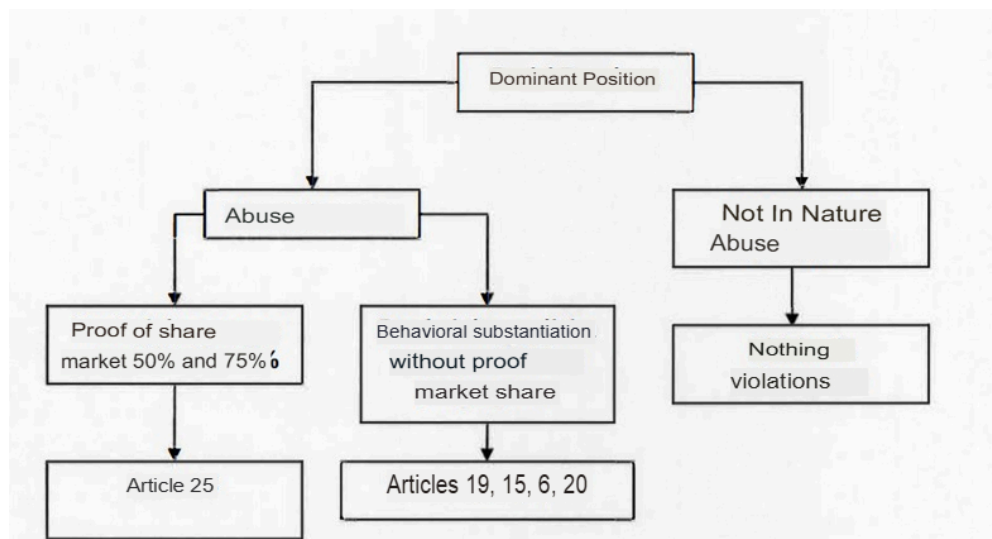 Dominant Position
Abuse
Not In Nature
Abuse
Proof of share
market 50% and 75%
Behavioral substantiation
without proof
market share
Nothing
violations
Article 25
Articles 19, 15, 6, 20